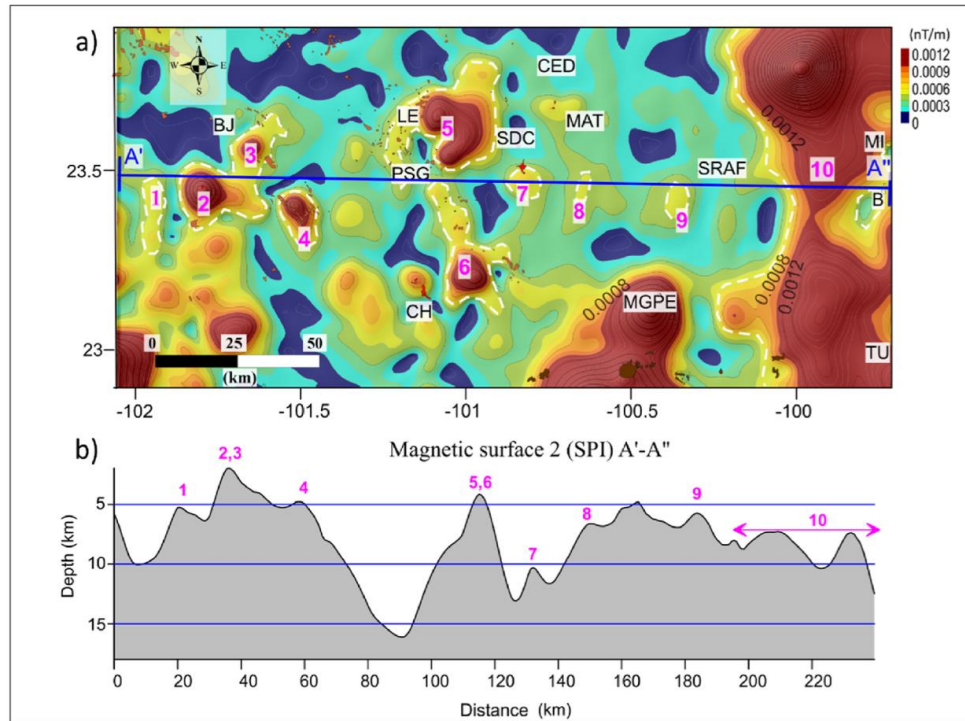 a)
N
W E
S
(nT/m)
0.0012
0.0009
0.0006
0.0003
0
CED
BJ
LE
5
SDC
MAT
0.0012
MI
23.5
A'
3
PSG
SRAF
10
A"
1
2
7
8
9
B
4
6
0.0008
0.0008
0.0012
CH
MGPE
TU
23
0 25 50
(km)
-102 -101.5 -101 -100.5 -100
b)
Magnetic surface 2 (SPI) A'-A"
2,3
1
4
5,6
7
8
9
10
Depth (km)
5
10
15
0 20 40 60 80 100 120 140 160 180 200 220
Distance (km)